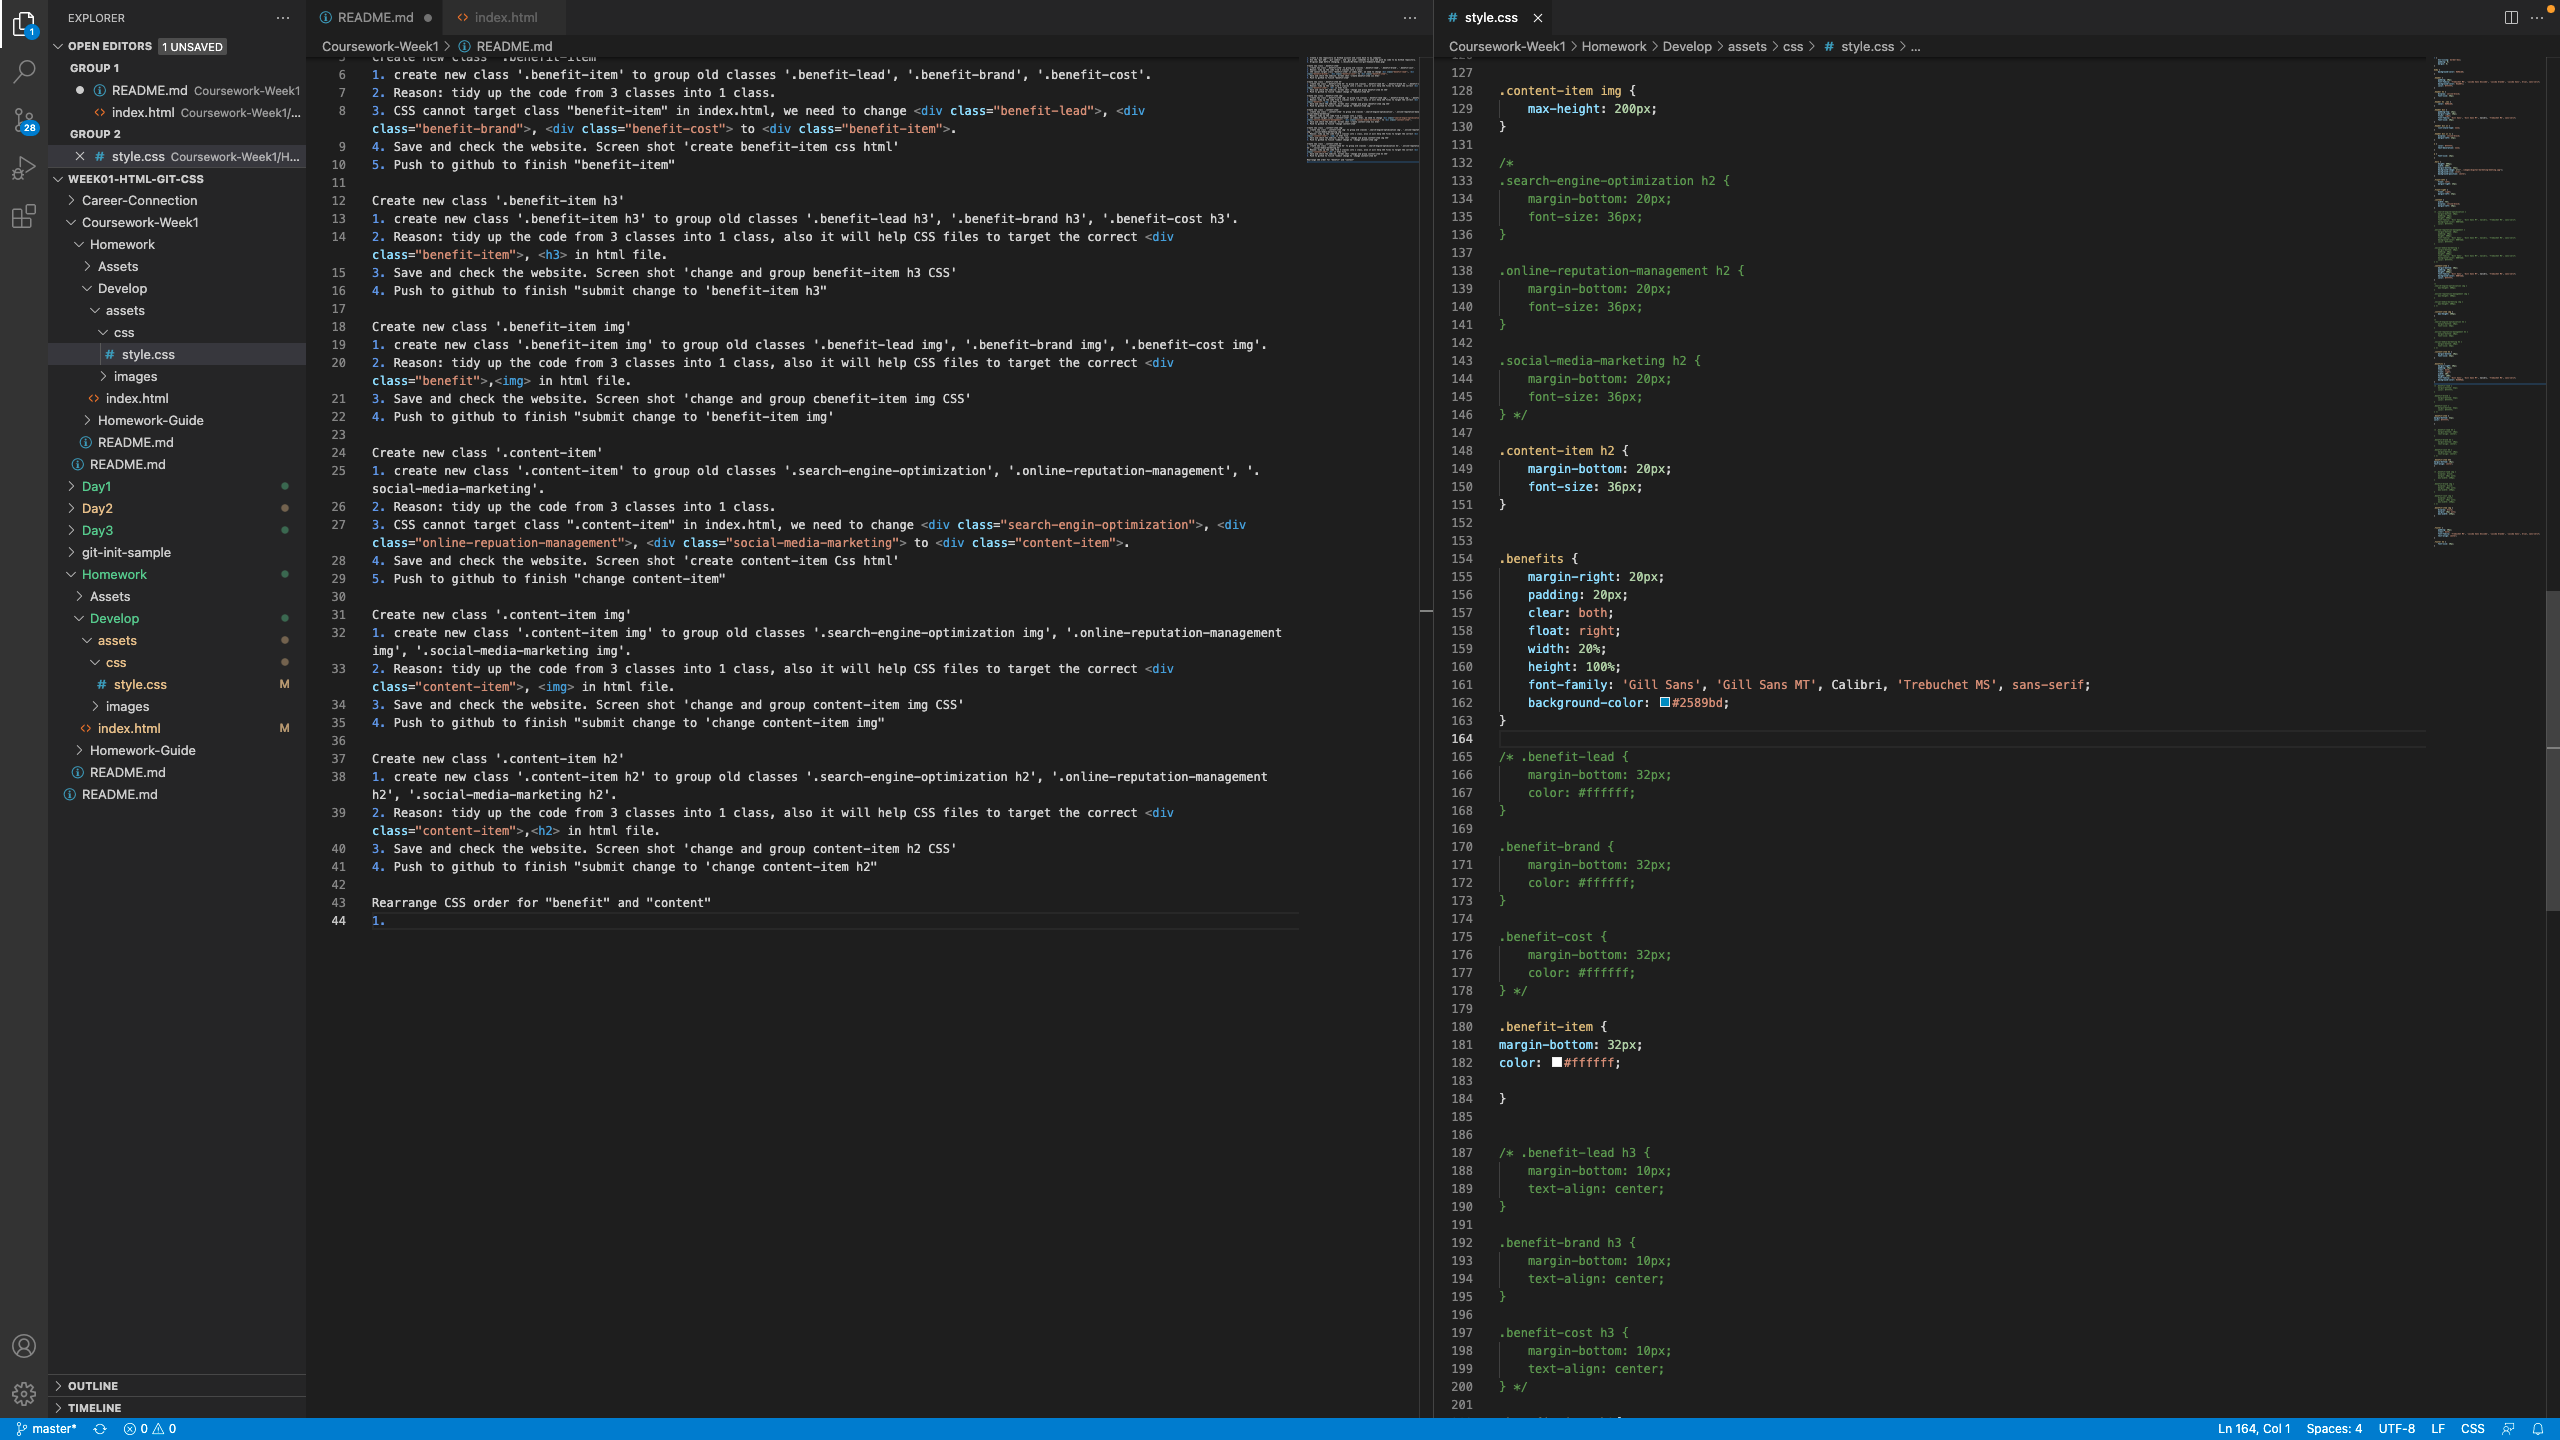 EXPLORER
OPEN EDITORS 1 UNSAVED
GROUP 1
README.md Coursework-Week1
index.html Coursework-Week1/...
GROUP 2
style.css Coursework-Week1/H...
WEEK01-HTML-GIT-CSS
Career-Connection
Coursework-Week1
Homework
Assets
Develop
assets
css
style.css
images
index.html
Homework-Guide
README.md
README.md
Day1
Day2
Day3
git-init-sample
Homework
Assets
Develop
assets
css
style.css M
images
index.html M
Homework-Guide
README.md
README.md
OUTLINE
TIMELINE
1
28
README.md
index.html
Coursework-Week1 > README.md
5 Create new class '.benefit-item'
6 1. create new class '.benefit-item' to group old classes '.benefit-lead', '.benefit-brand', '.benefit-cost'.
7 2. Reason: tidy up the code from 3 classes into 1 class.
8 3. CSS cannot target class "benefit-item" in index.html, we need to change <div class="benefit-lead">, <div
class="benefit-brand">, <div class="benefit-cost"> to <div class="benefit-item">.
9 4. Save and check the website. Screen shot 'create benefit-item css html'
10 5. Push to github to finish "benefit-item"
11
12 Create new class '.benefit-item h3'
13 1. create new class '.benefit-item h3' to group old classes '.benefit-lead h3', '.benefit-brand h3', '.benefit-cost h3'.
14 2. Reason: tidy up the code from 3 classes into 1 class, also it will help CSS files to target the correct <div
class="benefit-item">, <h3> in html file.
15 3. Save and check the website. Screen shot 'change and group benefit-item h3 CSS'
16 4. Push to github to finish "submit change to 'benefit-item h3"
17
18 Create new class '.benefit-item img'
19 1. create new class '.benefit-item img' to group old classes '.benefit-lead img', '.benefit-brand img', '.benefit-cost img'.
20 2. Reason: tidy up the code from 3 classes into 1 class, also it will help CSS files to target the correct <div
class="benefit">,<img> in html file.
21 3. Save and check the website. Screen shot 'change and group cbenefit-item img CSS'
22 4. Push to github to finish "submit change to 'benefit-item img'
23
24 Create new class '.content-item'
25 1. create new class '.content-item' to group old classes '.search-engine-optimization', '.online-reputation-management', '.
social-media-marketing'.
26 2. Reason: tidy up the code from 3 classes into 1 class.
27 3. CSS cannot target class ".content-item" in index.html, we need to change <div class="search-engin-optimization">, <div
class="online-repuation-management">, <div class="social-media-marketing"> to <div class="content-item">.
28 4. Save and check the website. Screen shot 'create content-item Css html'
29 5. Push to github to finish "change content-item"
30
31 Create new class '.content-item img'
32 1. create new class '.content-item img' to group old classes '.search-engine-optimization img', '.online-reputation-management
img', '.social-media-marketing img'.
33 2. Reason: tidy up the code from 3 classes into 1 class, also it will help CSS files to target the correct <div
class="content-item">, <img> in html file.
34 3. Save and check the website. Screen shot 'change and group content-item img CSS'
35 4. Push to github to finish "submit change to 'change content-item img"
36
37 Create new class '.content-item h2'
38 1. create new class '.content-item h2' to group old classes '.search-engine-optimization h2', '.online-reputation-management
h2', '.social-media-marketing h2'.
39 2. Reason: tidy up the code from 3 classes into 1 class, also it will help CSS files to target the correct <div
class="content-item">,<h2> in html file.
40 3. Save and check the website. Screen shot 'change and group content-item h2 CSS'
41 4. Push to github to finish "submit change to 'change content-item h2"
42
43 Rearrange CSS order for "benefit" and "content"
44 1.
style.css
Coursework-Week1 > Homework > Develop > assets > css > style.css > ...
126
127
128 .content-item img {
129 max-height: 200px;
130 }
131
132 /*
133 .search-engine-optimization h2 {
134 margin-bottom: 20px;
135 font-size: 36px;
136 }
137
138 .online-reputation-management h2 {
139 margin-bottom: 20px;
140 font-size: 36px;
141 }
142
143 .social-media-marketing h2 {
144 margin-bottom: 20px;
145 font-size: 36px;
146 } */
147
148 .content-item h2 {
149 margin-bottom: 20px;
150 font-size: 36px;
151 }
152
153
154 .benefits {
155 margin-right: 20px;
156 padding: 20px;
157 clear: both;
158 float: right;
159 width: 20%;
160 height: 100%;
161 font-family: 'Gill Sans', 'Gill Sans MT', Calibri, 'Trebuchet MS', sans-serif;
162 background-color: #2589bd;
163 }
164
165 /* .benefit-lead {
166 margin-bottom: 32px;
167 color: #ffffff;
168 }
169
170 .benefit-brand {
171 margin-bottom: 32px;
172 color: #ffffff;
173 }
174
175 .benefit-cost {
176 margin-bottom: 32px;
177 color: #ffffff;
178 } */
179
180 .benefit-item {
181 margin-bottom: 32px;
182 color: #ffffff;
183
184 }
185
186
187 /* .benefit-lead h3 {
188 margin-bottom: 10px;
189 text-align: center;
190 }
191
192 .benefit-brand h3 {
193 margin-bottom: 10px;
194 text-align: center;
195 }
196
197 .benefit-cost h3 {
198 margin-bottom: 10px;
199 text-align: center;
200 } */
201
master* 0 0
Ln 164, Col 1 Spaces: 4 UTF-8 LF CSS